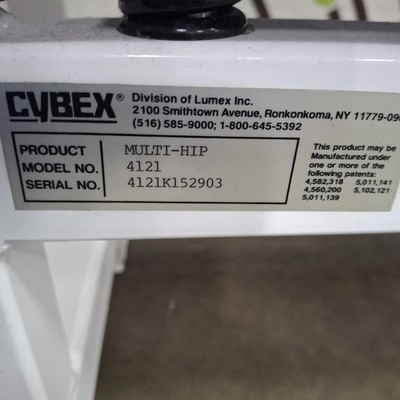 CYBEX® Division of Lumex Inc.
2100 Smithtown Avenue, Ronkonkoma, NY 11779-090
(516) 585-9000; 1-800-645-5392
PRODUCT MULTI-HIP
MODEL NO. 4121
SERIAL NO. 4121K152903
This product may be
Manufactured under
one or more of the
following patents:
4,582,318 5,011,141
4,560,200 5,102,121
5,011,139